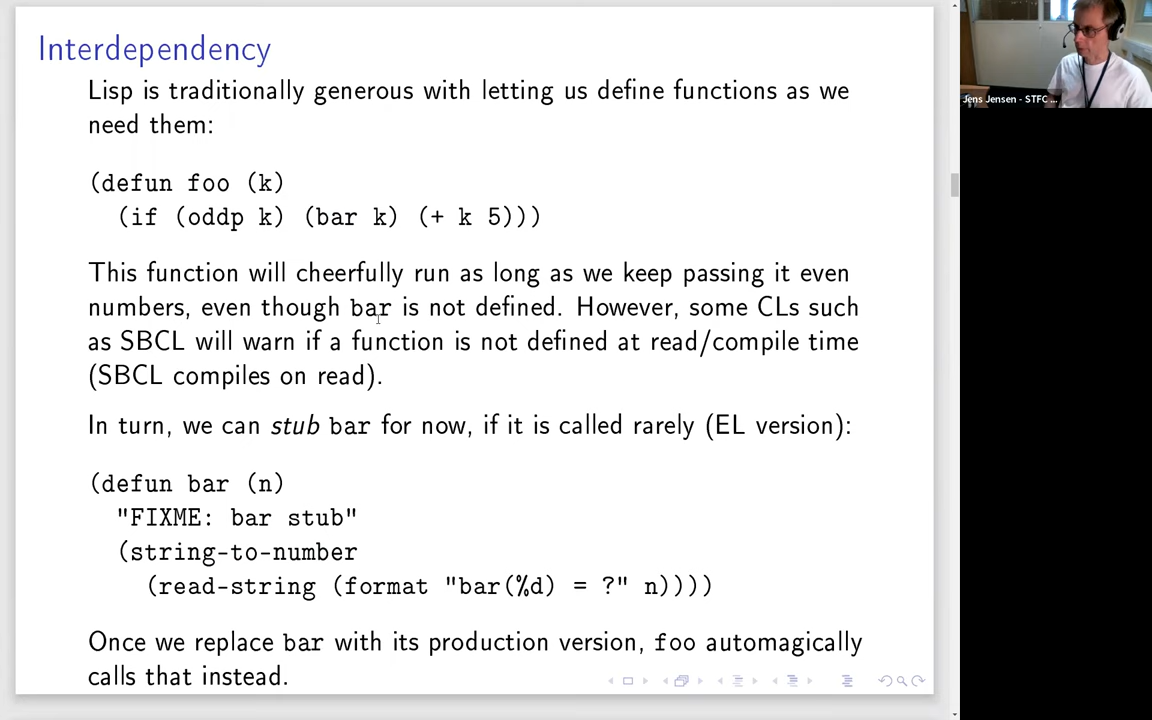 Interdependency
Lisp is traditionally generous with letting us define functions as we
need them:
(defun foo (k)
(if (oddp k) (bar k) (+ k 5)))
This function will cheerfully run as long as we keep passing it even
numbers, even though bar is not defined. However, some CLs such
as SBCL will warn if a function is not defined at read/compile time
(SBCL compiles on read).
In turn, we can stub bar for now, if it is called rarely (EL version):
(defun bar (n)
"FIXME: bar stub"
(string-to-number
(read-string (format "bar(%d) = ?" n))))
Once we replace bar with its production version, foo automagically
calls that instead.
Jens Jensen - STFC ...